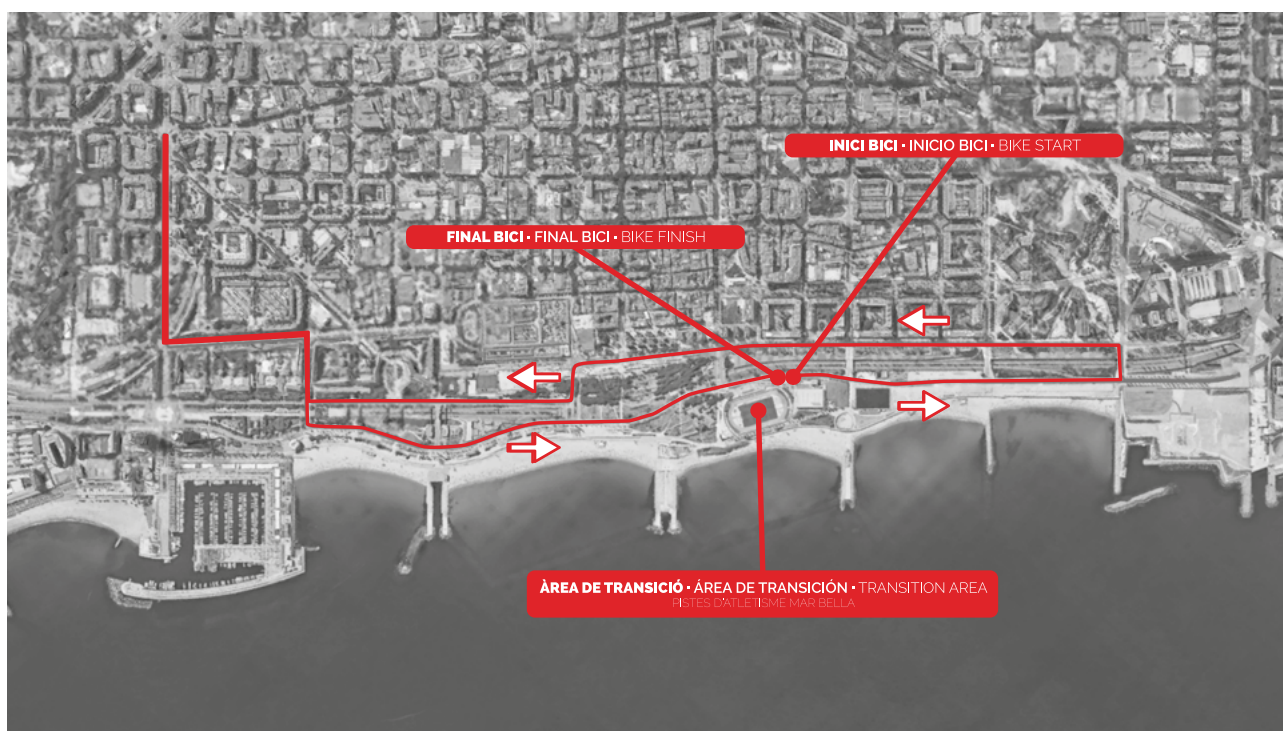 INICI BICI · INICIO BICI · BIKE START
FINAL BICI · FINAL BICI · BIKE FINISH
ÀREA DE TRANSICIÓ · ÁREA DE TRANSICIÓN · TRANSITION AREA
PISTES D'ATLETISME MAR BELLA